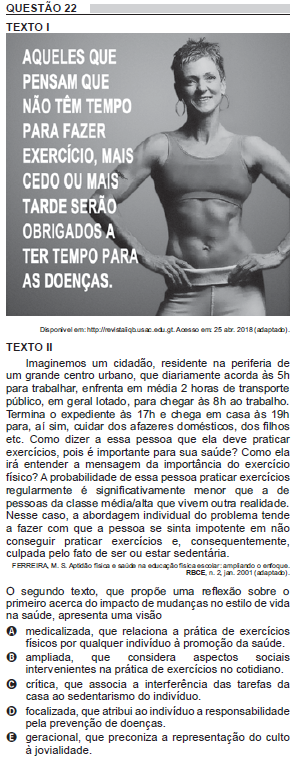 QUESTÃO 22
TEXTO I
AQUELES QUE
PENSAM QUE
NÃO TÊM TEMPO
PARA FAZER
EXERCÍCIO, MAIS
CEDO OU MAIS
TARDE SERÃO
OBRIGADOS A
TER TEMPO PARA
AS DOENÇAS.
Disponível em: http://revistaliqb.usac.edu.gt. Acesso em: 25 abr. 2018 (adaptado).
TEXTO II
Imaginemos um cidadão, residente na periferia de
um grande centro urbano, que diariamente acorda às 5h
para trabalhar, enfrenta em média 2 horas de transporte
público, em geral lotado, para chegar às 8h ao trabalho.
Termina o expediente às 17h e chega em casa às 19h
para, aí sim, cuidar dos afazeres domésticos, dos filhos
etc. Como dizer a essa pessoa que ela deve praticar
exercícios, pois é importante para sua saúde? Como ela
irá entender a mensagem da importância do exercício
físico? A probabilidade de essa pessoa praticar exercícios
regularmente é significativamente menor que a de
pessoas da classe média/alta que vivem outra realidade.
Nesse caso, a abordagem individual do problema tende
a fazer com que a pessoa se sinta impotente em não
conseguir praticar exercícios e, consequentemente,
culpada pelo fato de ser ou estar sedentária.
FERREIRA, M. S. Aptidão física e saúde na educação física escolar: ampliando o enfoque.
RBCE, n. 2, jan. 2001 (adaptado).
O segundo texto, que propõe uma reflexão sobre o
primeiro acerca do impacto de mudanças no estilo de vida
na saúde, apresenta uma visão
A medicalizada, que relaciona a prática de exercícios
físicos por qualquer indivíduo à promoção da saúde.
B ampliada, que considera aspectos sociais
intervenientes na prática de exercícios no cotidiano.
C crítica, que associa a interferência das tarefas da
casa ao sedentarismo do indivíduo.
D focalizada, que atribui ao indivíduo a responsabilidade
pela prevenção de doenças.
E geracional, que preconiza a representação do culto
à jovialidade.